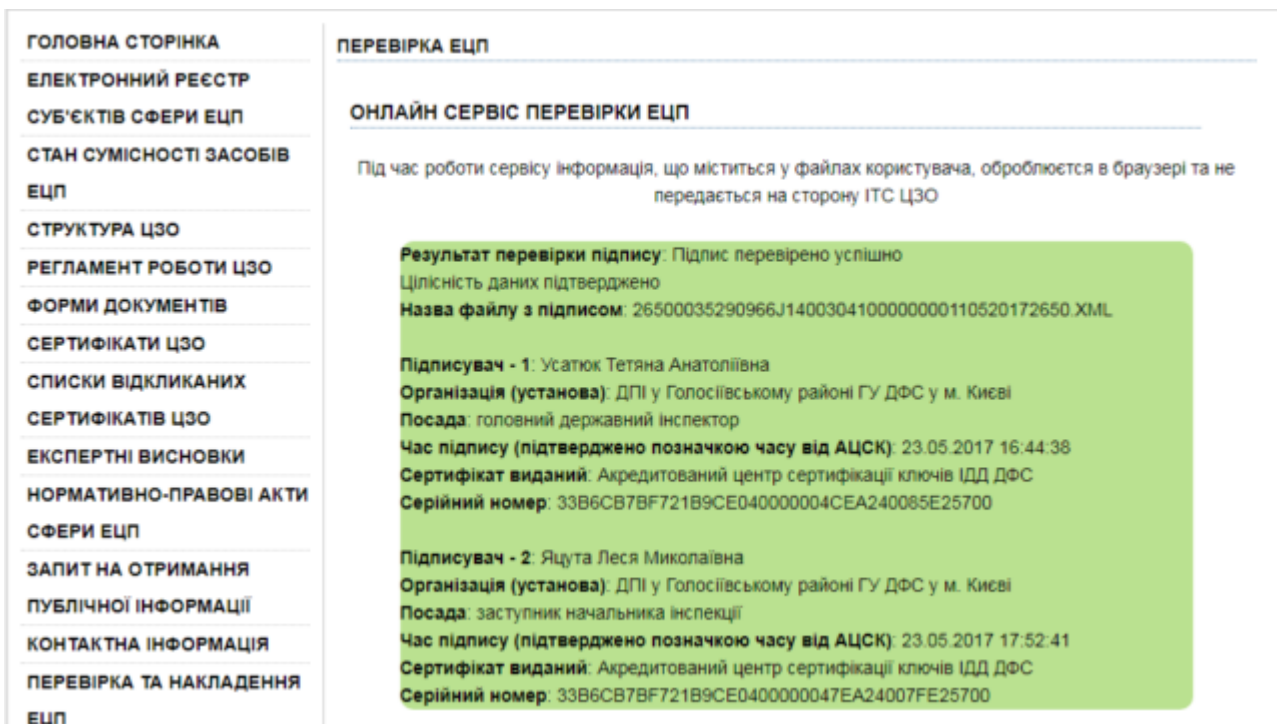 ГОЛОВНА СТОРІНКА
ЕЛЕКТРОННИЙ РЕЄСТР
СУБ'ЄКТІВ СФЕРИ ЕЦП
СТАН СУМІСНОСТІ ЗАСОБІВ
ЕЦП
СТРУКТУРА ЦЗО
РЕГЛАМЕНТ РОБОТИ ЦЗО
ФОРМИ ДОКУМЕНТІВ
СЕРТИФІКАТИ ЦЗО
СПИСКИ ВІДКЛИКАНИХ
СЕРТИФІКАТІВ ЦЗО
ЕКСПЕРТНІ ВИСНОВКИ
НОРМАТИВНО-ПРАВОВІ АКТИ
СФЕРИ ЕЦП
ЗАПИТ НА ОТРИМАННЯ
ПУБЛІЧНОЇ ІНФОРМАЦІЇ
КОНТАКТНА ІНФОРМАЦІЯ
ПЕРЕВІРКА ТА НАКЛАДЕННЯ
ЕЦП
ПЕРЕВІРКА ЕЦП
ОНЛАЙН СЕРВІС ПЕРЕВІРКИ ЕЦП
Під час роботи сервісу інформація, що міститься у файлах користувача, оброблюєтся в браузері та не
передається на сторону ІТС ЦЗО
Результат перевірки підпису: Підпис перевірено успішно
Цілісність даних підтверджено
Назва файлу з підписом: 26500035290966J1400304100000000110520172650.XML
Підписувач - 1: Усатюк Тетяна Анатоліївна
Організація (установа): ДПІ у Голосіївському районі ГУ ДФС у м. Києві
Посада: головний державний інспектор
Час підпису (підтверджено позначкою часу від АЦСК): 23.05.2017 16:44:38
Сертифікат виданий: Акредитований центр сертифікації ключів ІДД ДФС
Серійний номер: 33B6CB7BF721B9CE040000004CEA240085E25700
Підписувач - 2: Яцута Леся Миколаївна
Організація (установа): ДПІ у Голосіївському районі ГУ ДФС у м. Києві
Посада: заступник начальника інспекції
Час підпису (підтверджено позначкою часу від АЦСК): 23.05.2017 17:52:41
Сертифікат виданий: Акредитований центр сертифікації ключів ІДД ДФС
Серійний номер: 33B6CB7BF721B9CE0400000047EA24007FE25700